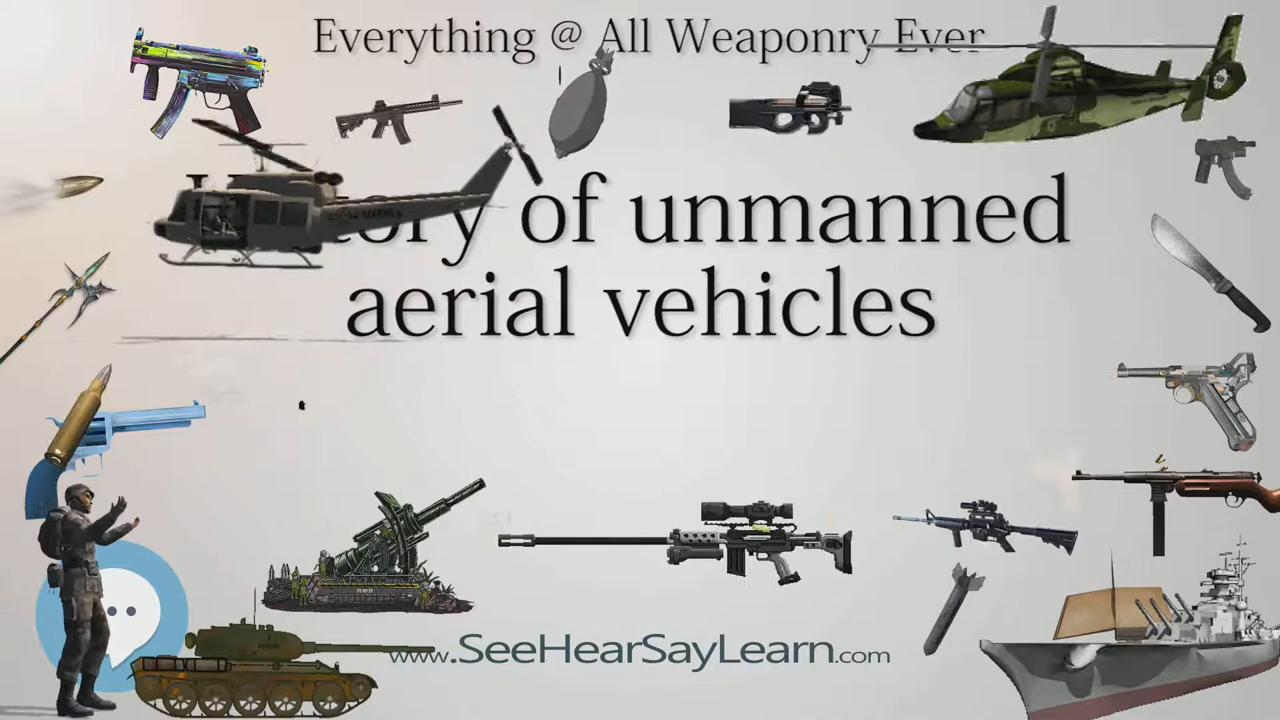 Everything @ All Weaponry Ever
of unmanned
aerial vehicles
www.SeeHearSayLearn.com